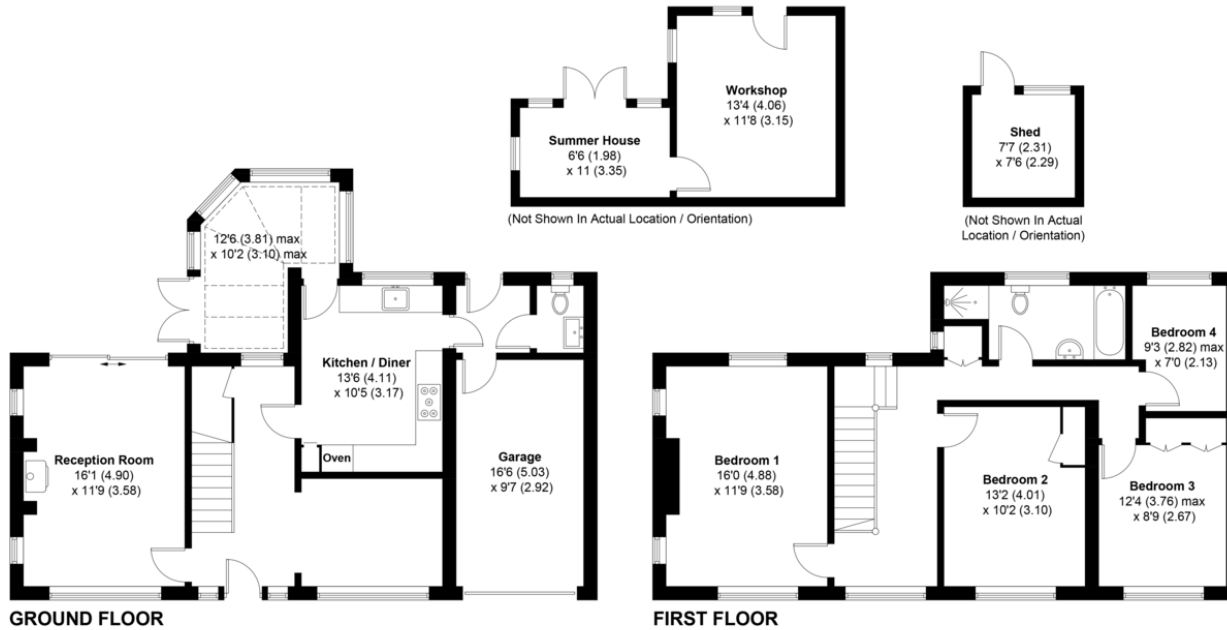 Workshop
13'4 (4.06)
x 11'8 (3.15)
Summer House
6'6 (1.98)
x 11 (3.35)
(Not Shown In Actual Location / Orientation)
Shed
7'7 (2.31)
x 7'6 (2.29)
(Not Shown In Actual
Location / Orientation)
12'6 (3.81) max
x 10'2 (3.10) max
Kitchen / Diner
13'6 (4.11)
x 10'5 (3.17)
Oven
Reception Room
16'1 (4.90)
x 11'9 (3.58)
Garage
16'6 (5.03)
x 9'7 (2.92)
GROUND FLOOR
Bedroom 4
9'3 (2.82) max
x 7'0 (2.13)
Bedroom 1
16'0 (4.88)
x 11'9 (3.58)
Bedroom 2
13'2 (4.01)
x 10'2 (3.10)
Bedroom 3
12'4 (3.76) max
x 8'9 (2.67)
FIRST FLOOR